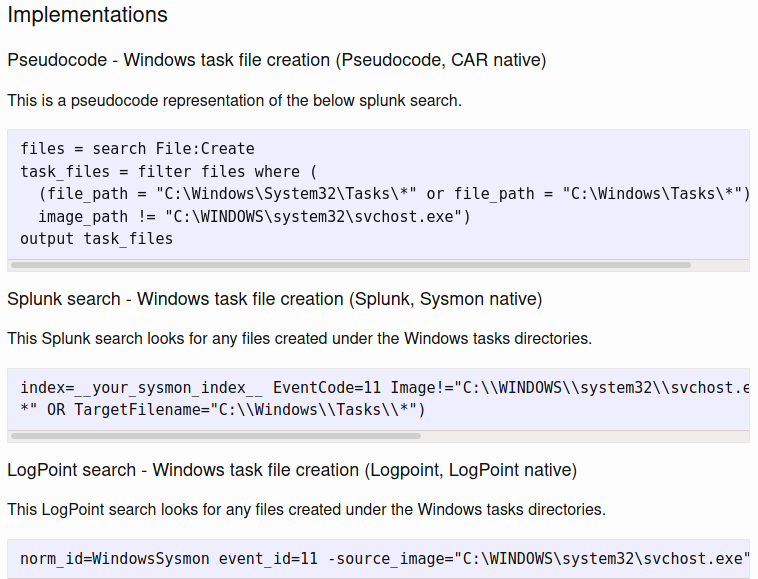 Implementations
Pseudocode - Windows task file creation (Pseudocode, CAR native)
This is a pseudocode representation of the below splunk search.
files = search File:Create
task_files = filter files where (
  (file_path = "C:\Windows\System32\Tasks\*" or file_path = "C:\Windows\Tasks\*")
  image_path != "C:\WINDOWS\system32\svchost.exe")
output task_files
Splunk search - Windows task file creation (Splunk, Sysmon native)
This Splunk search looks for any files created under the Windows tasks directories.
index=__your_sysmon_index__ EventCode=11 Image!="C:\\WINDOWS\\system32\\svchost.e
*" OR TargetFilename="C:\\Windows\\Tasks\\*")
LogPoint search - Windows task file creation (Logpoint, LogPoint native)
This LogPoint search looks for any files created under the Windows tasks directories.
norm_id=WindowsSysmon event_id=11 -source_image="C:\WINDOWS\system32\svchost.exe"